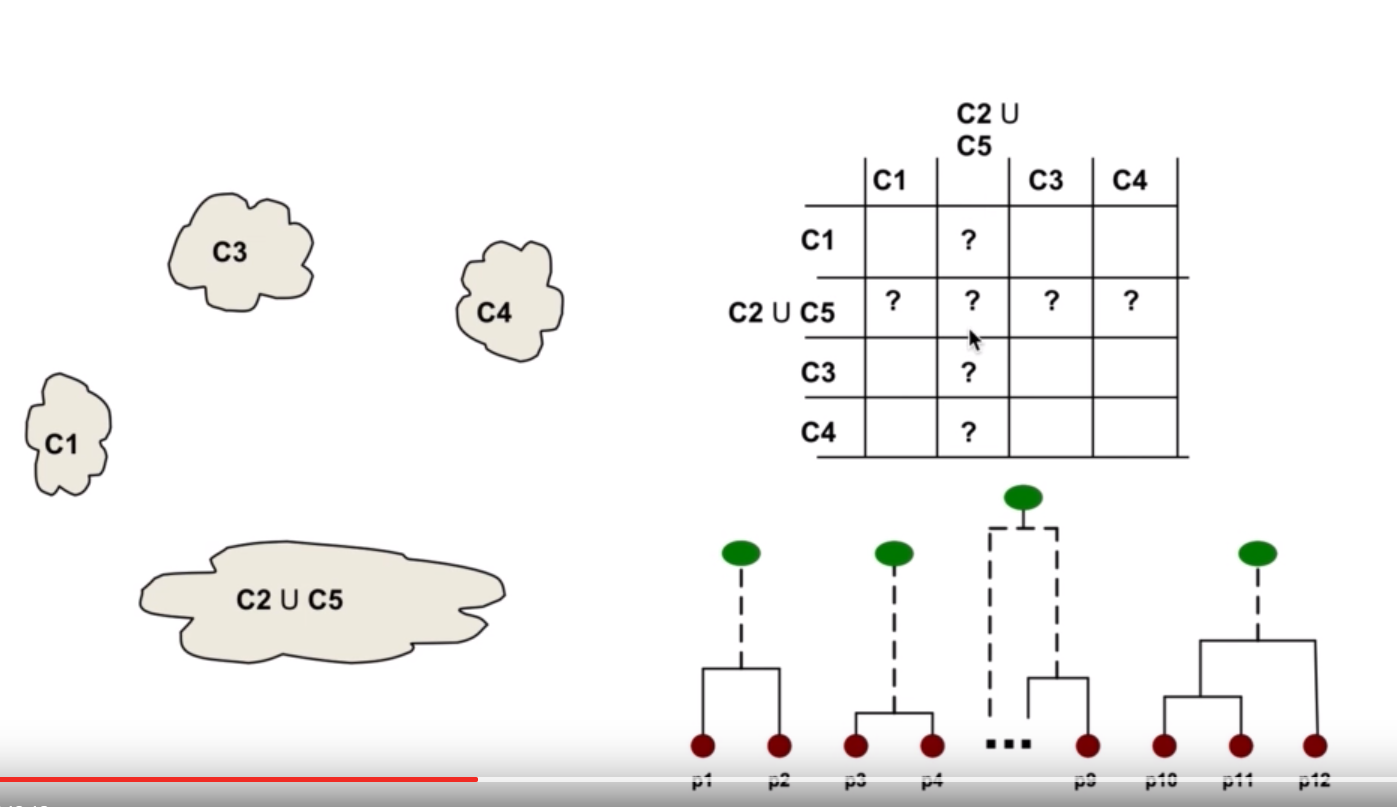 C2 U
C5
C1 C3 C4
C3
C1 ?
C4
C2 U C5 ? ? ? ?
C3 ?
C1
C4 ?
C2 U C5
p1 p2 p3 p4 ... p9 p10 p11 p12